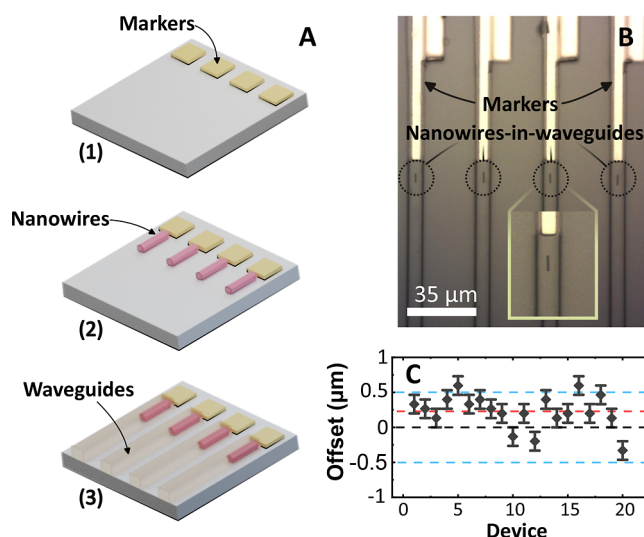 Markers
A
(1)
Nanowires
(2)
Waveguides
(3)
B
Markers
Nanowires-in-waveguides
35 μm
C
Offset (μm)
1
0.5
0
-0.5
-1
0 5 10 15 20
Device